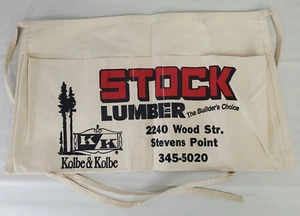 STOCK
LUMBER The Builder's Choice
2240 Wood Str.
Stevens Point
345-5020
K K
Kolbe & Kolbe